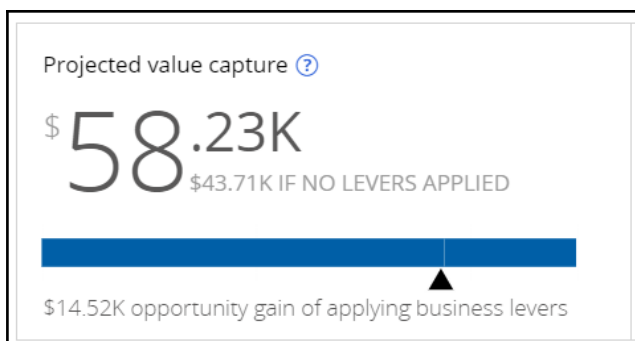 Projected value capture ?
$58.23K
$43.71K IF NO LEVERS APPLIED
$14.52K opportunity gain of applying business levers